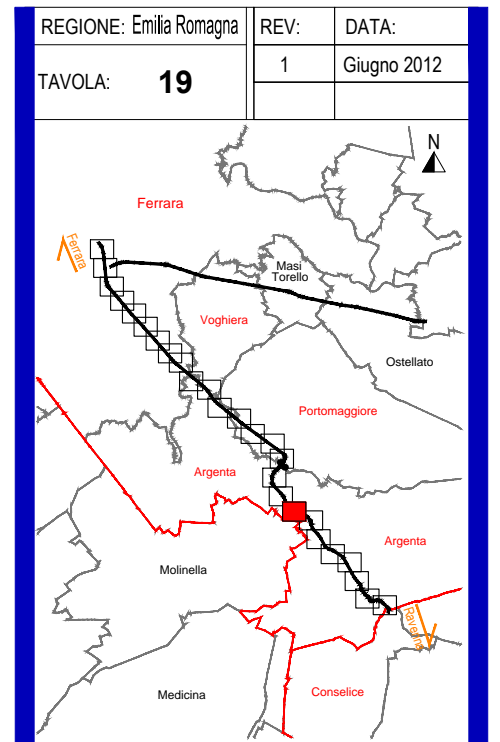 REGIONE: Emilia Romagna
REV:
DATA:
TAVOLA: 19
1
Giugno 2012
N
Ferrara
Ferrara
Masi
Torello
Voghiera
Ostellato
Portomaggiore
Argenta
Argenta
Molinella
Ravenna
Medicina
Conselice